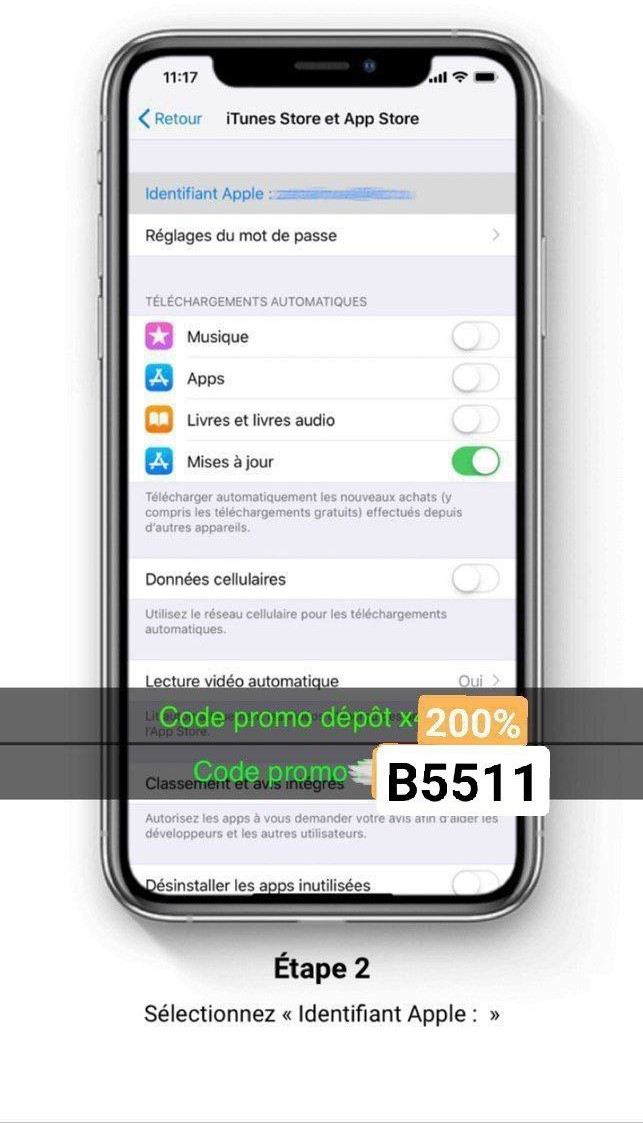 11:17
Retour
iTunes Store et App Store
Identifiant Apple :
Réglages du mot de passe
TÉLÉCHARGEMENTS AUTOMATIQUES
Musique
Apps
Livres et livres audio
Mises à jour
Télécharger automatiquement les nouveaux achats (y
compris les téléchargements gratuits) effectués depuis
d'autres appareils.
Données cellulaires
Utilisez le réseau cellulaire pour les téléchargements
automatiques.
Lecture vidéo automatique
Oui
Code promo dépôt x4
200%
l'App Store.
Code promo
B5511
Classement et avis intégrés
Autorisez les apps à vous demander votre avis afin d'aider les
développeurs et les autres utilisateurs.
Désinstaller les apps inutilisées
Étape 2
Sélectionnez « Identifiant Apple : »